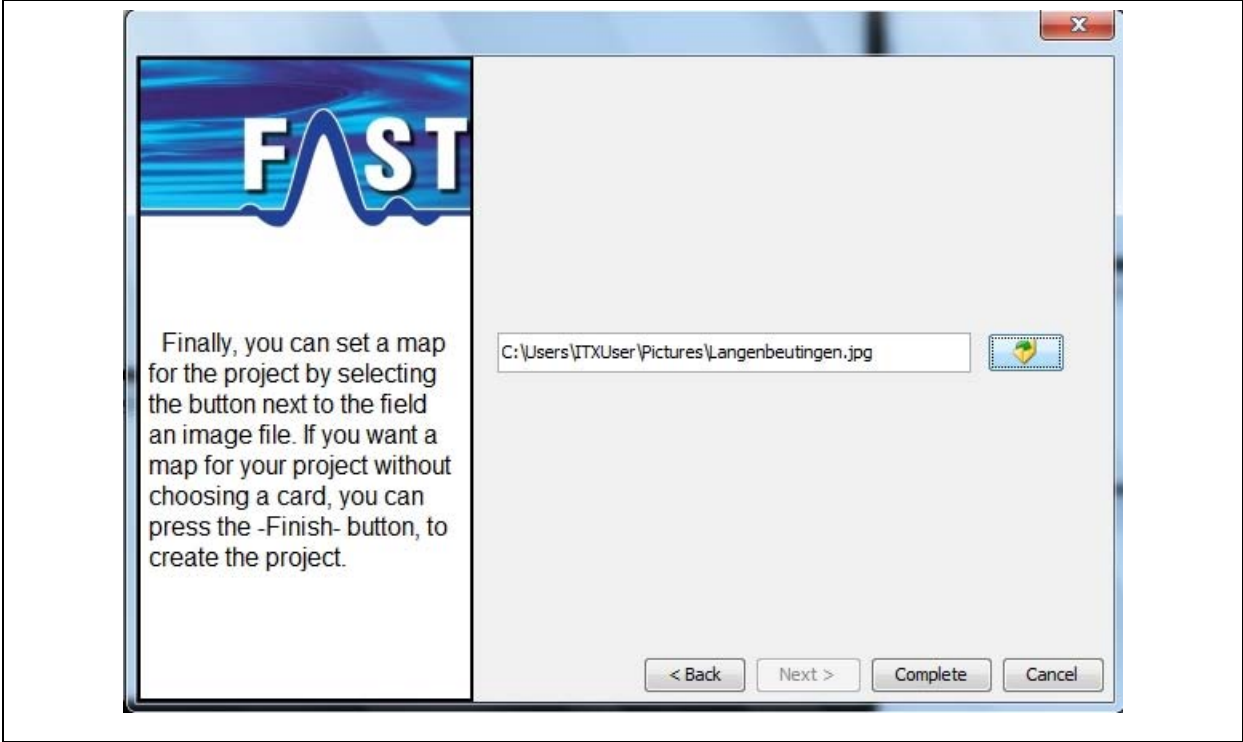 x
FAST
Finally, you can set a map
for the project by selecting
the button next to the field
an image file. If you want a
map for your project without
choosing a card, you can
press the -Finish- button, to
create the project.
C:\Users\ITXUser\Pictures\Langenbeutingen.jpg
< Back Next > Complete Cancel